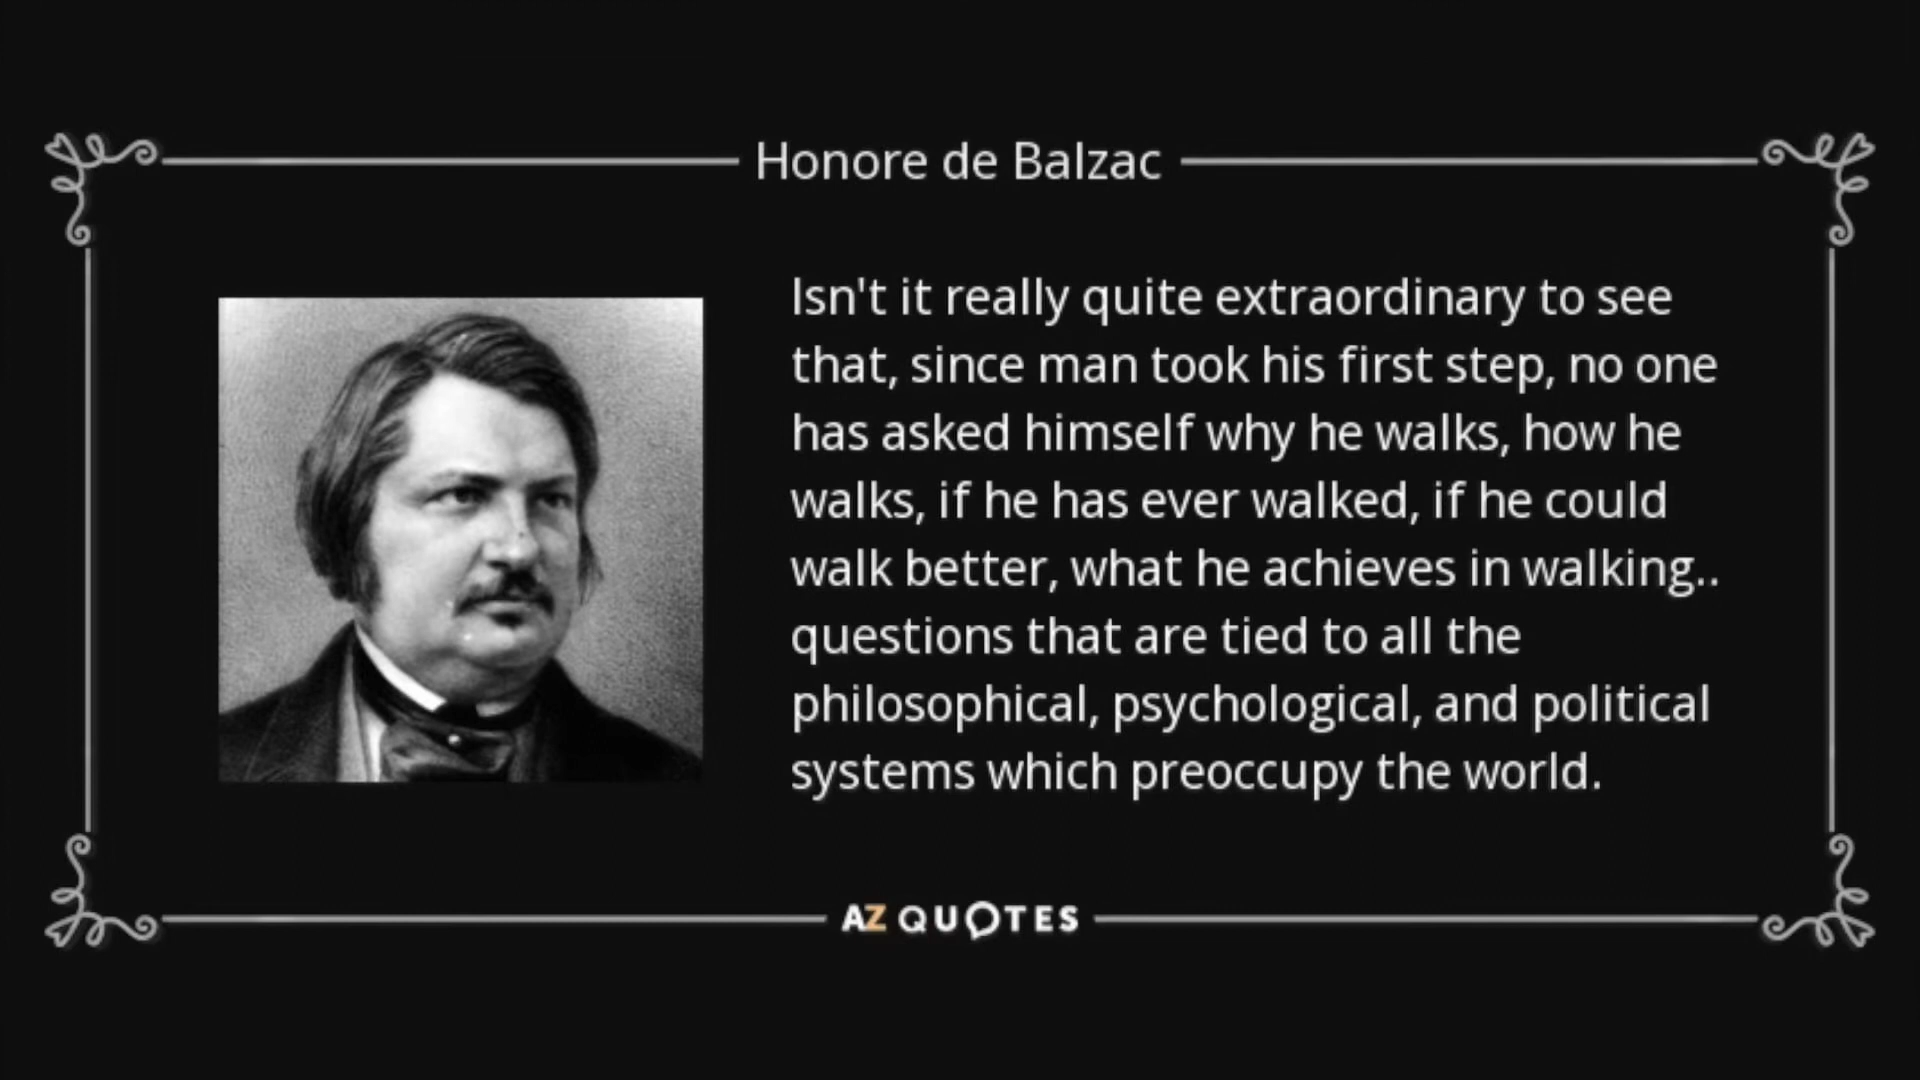 Honore de Balzac
Isn't it really quite extraordinary to see
that, since man took his first step, no one
has asked himself why he walks, how he
walks, if he has ever walked, if he could
walk better, what he achieves in walking..
questions that are tied to all the
philosophical, psychological, and political
systems which preoccupy the world.
AZ QUOTES